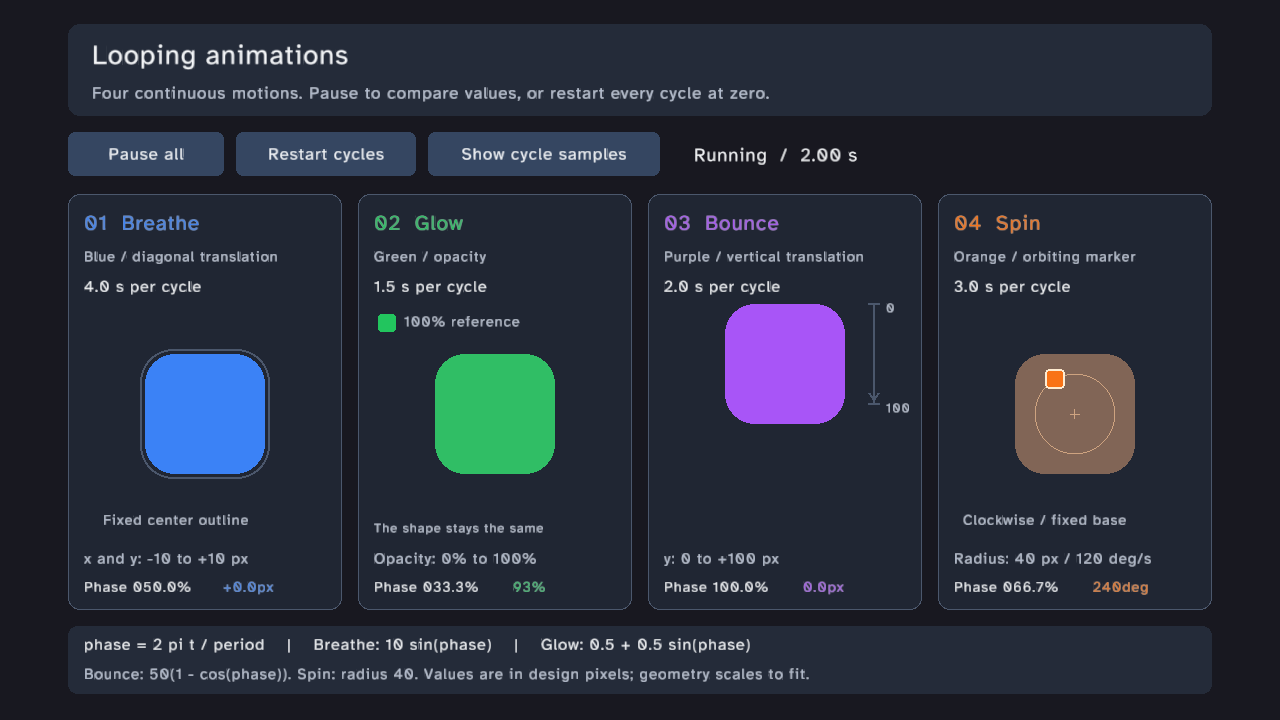 Looping animations
Four continuous motions. Pause to compare values, or restart every cycle at zero.
Pause all
Restart cycles
Show cycle samples
Running / 2.00 s
01 Breathe
Blue / diagonal translation
4.0 s per cycle
Fixed center outline
x and y: -10 to +10 px
Phase 050.0% +0.0px
02 Glow
Green / opacity
1.5 s per cycle
100% reference
The shape stays the same
Opacity: 0% to 100%
Phase 033.3% 93%
03 Bounce
Purple / vertical translation
2.0 s per cycle
0
100
y: 0 to +100 px
Phase 100.0% 0.0px
04 Spin
Orange / orbiting marker
3.0 s per cycle
Clockwise / fixed base
Radius: 40 px / 120 deg/s
Phase 066.7% 240deg
phase = 2 pi t / period | Breathe: 10 sin(phase) | Glow: 0.5 + 0.5 sin(phase)
Bounce: 50(1 - cos(phase)). Spin: radius 40. Values are in design pixels; geometry scales to fit.